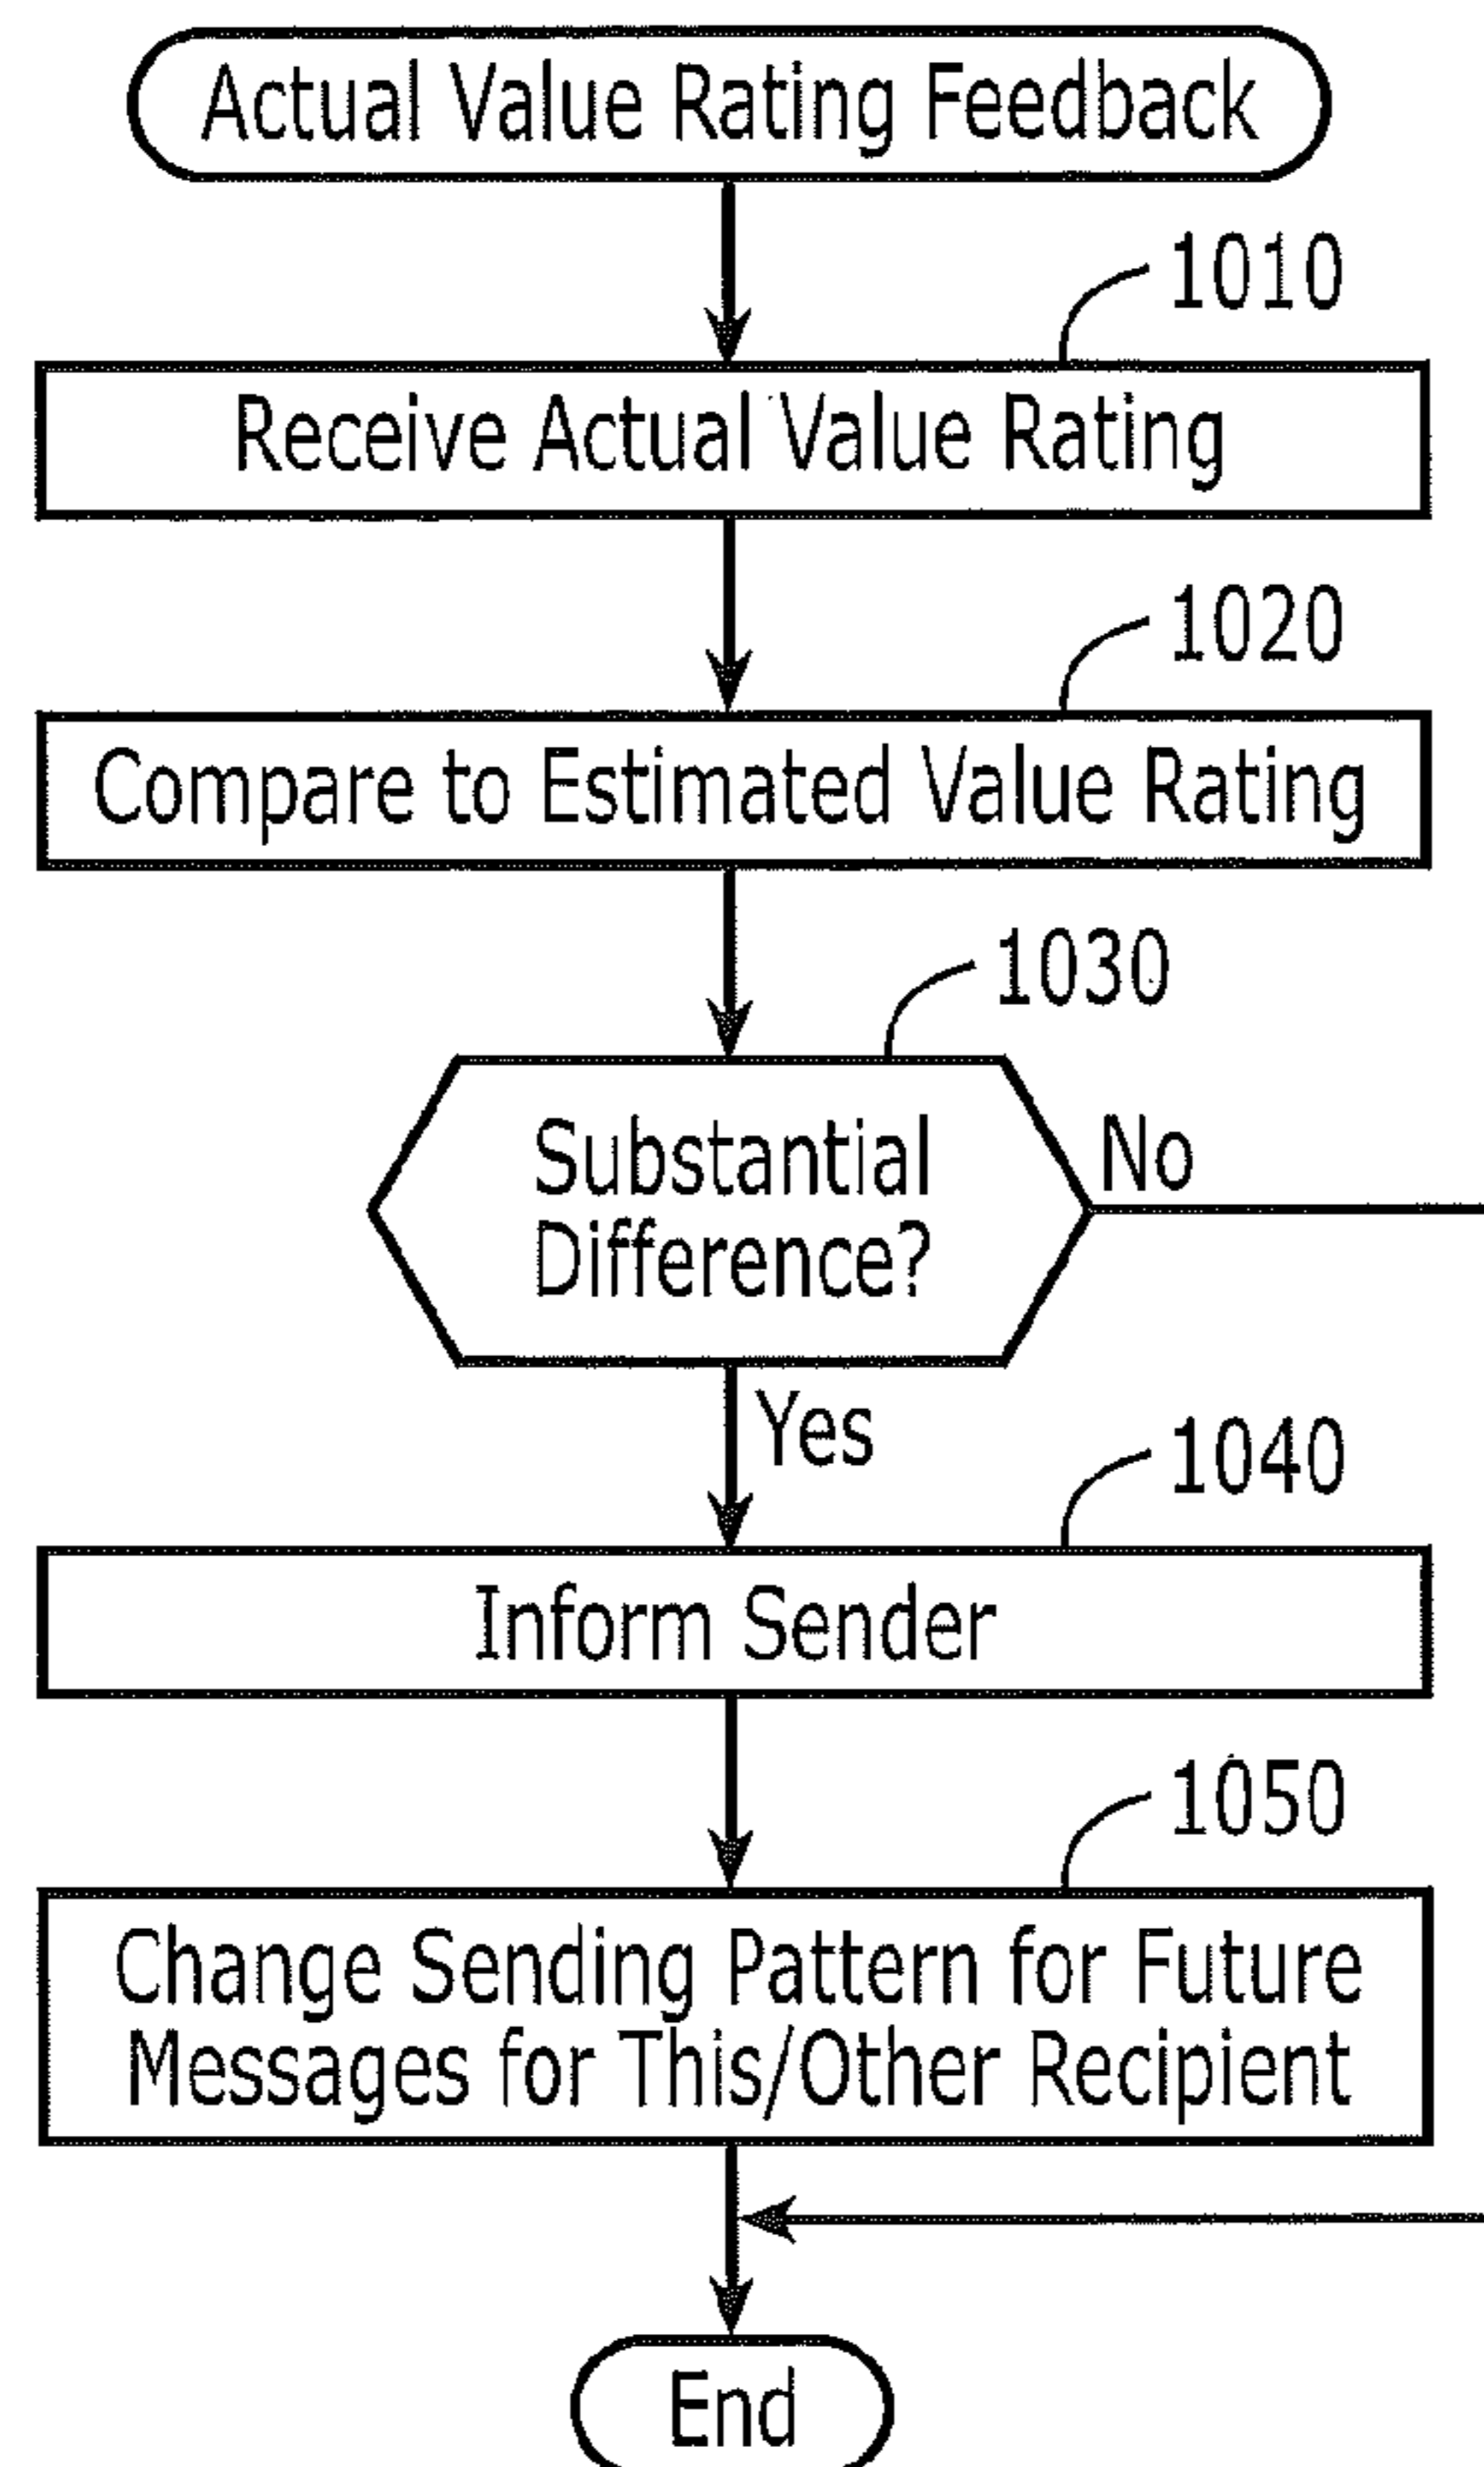 Actual Value Rating Feedback
1010
Receive Actual Value Rating
1020
Compare to Estimated Value Rating
1030
Substantial
Difference?
No
Yes
1040
Inform Sender
1050
Change Sending Pattern for Future
Messages for This/Other Recipient
End